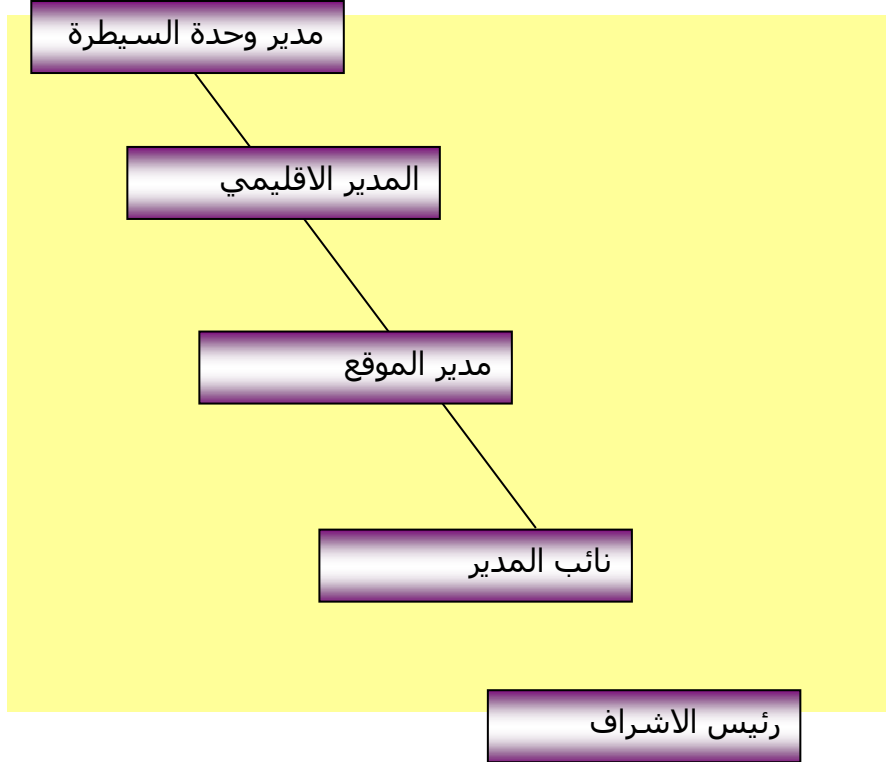 مدير وحدة السيطرة
المدير الاقليمي
مدير الموقع
نائب المدير
رئيس الاشراف